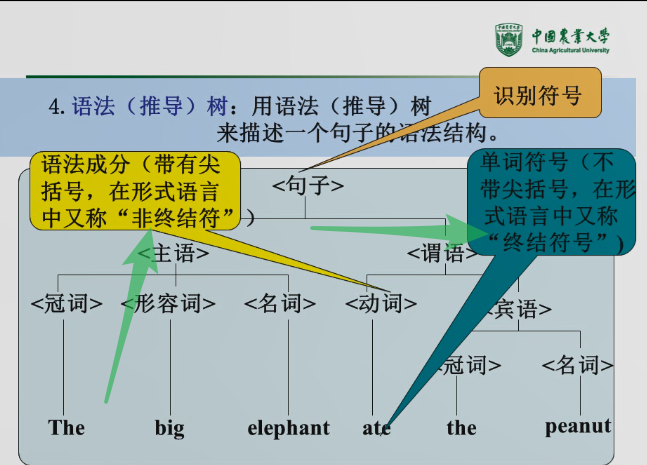 中国农业大学
China Agricultural University
4.语法（推导）树：用语法（推导）树
来描述一个句子的语法结构。
识别符号
语法成分（带有尖
括号，在形式语言
中又称“非终结符”）
单词符号（不
带尖括号，在形
式语言中又称
“终结符号”)
<句子>
<主语>
<谓语>
<冠词> <形容词> <名词> <动词> 宾语>
冠词> <名词>
The big elephant ate the peanut